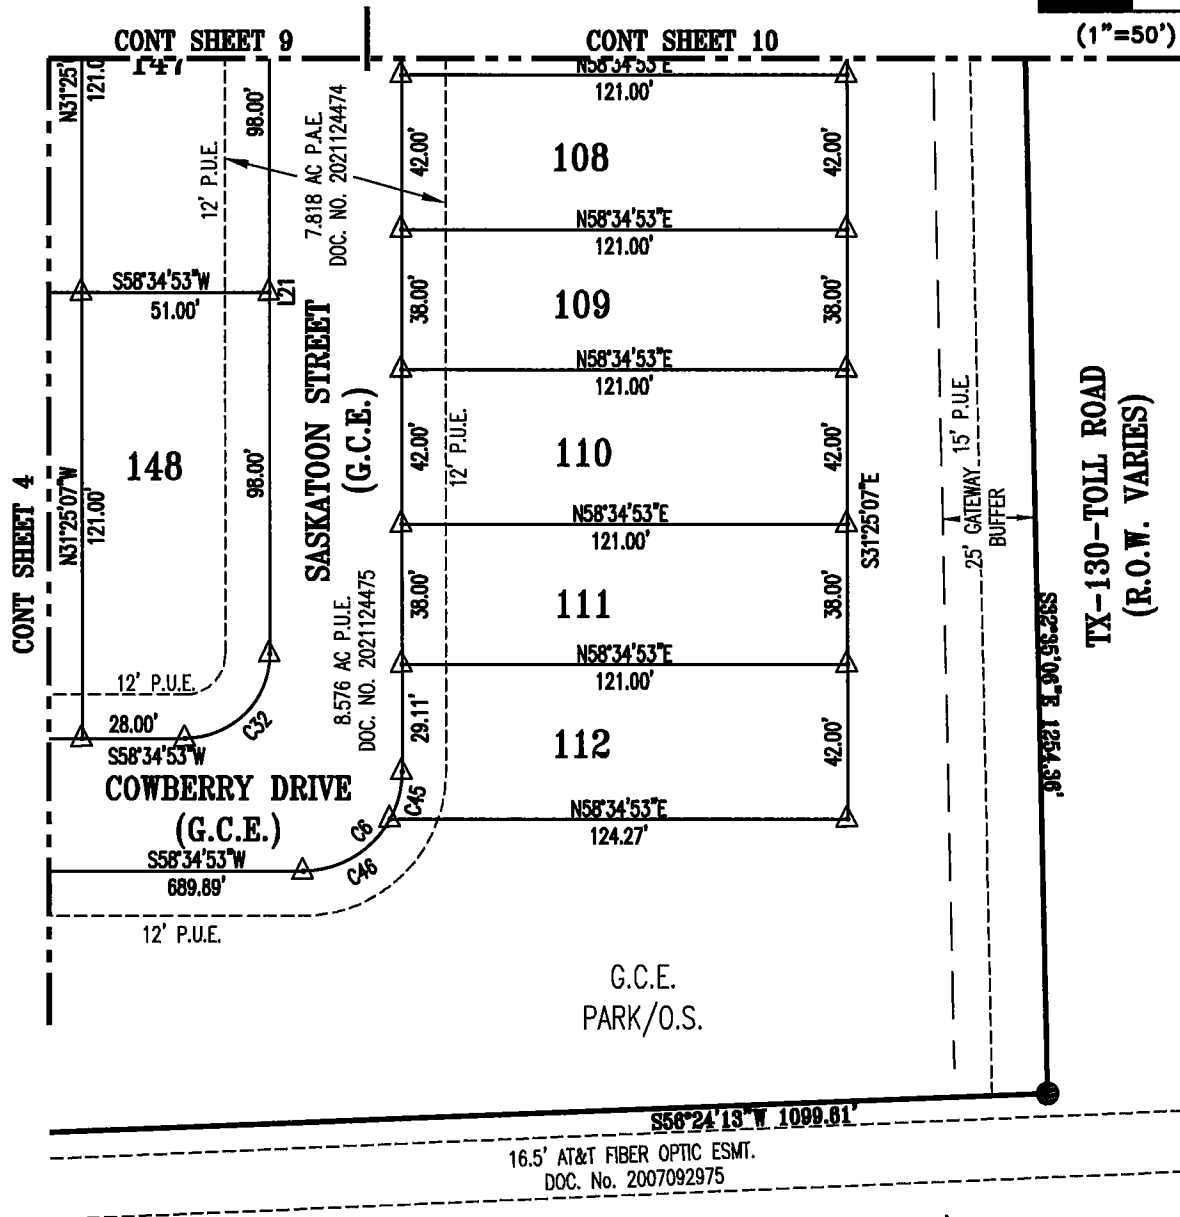 CONT SHEET 9
CONT SHEET 10
(1"=50')
147
N31°25'
121.0
98.00'
12' P.U.E.
7.818 AC P.A.E.
DOC. NO. 2021124474
N58°34'53"E
121.00'
42.00'
108
42.00'
N58°34'53"E
121.00'
S58°34'53"W
51.00'
L21
38.00'
109
38.00'
N58°34'53"E
121.00'
SASKATOON STREET
(G.C.E.)
12' P.U.E.
42.00'
110
42.00'
15' P.U.E.
25' GATEWAY
BUFFER
TX-130-TOLL ROAD
(R.O.W. VARIES)
148
98.00'
N31°25'07"W
121.00'
CONT SHEET 4
N58°34'53"E
121.00'
S31°25'07"E
8.576 AC P.U.E.
DOC. NO. 2021124475
38.00'
111
38.00'
N58°34'53"E
121.00'
S32°35'06"E 1254.36'
12' P.U.E.
28.00'
S58°34'53"W
C32
29.11'
112
42.00'
COWBERRY DRIVE
(G.C.E.)
C45
C6
C46
N58°34'53"E
124.27'
S58°34'53"W
689.89'
12' P.U.E.
G.C.E.
PARK/O.S.
S56°24'13"W 1099.61'
16.5' AT&T FIBER OPTIC ESMT.
DOC. No. 2007092975